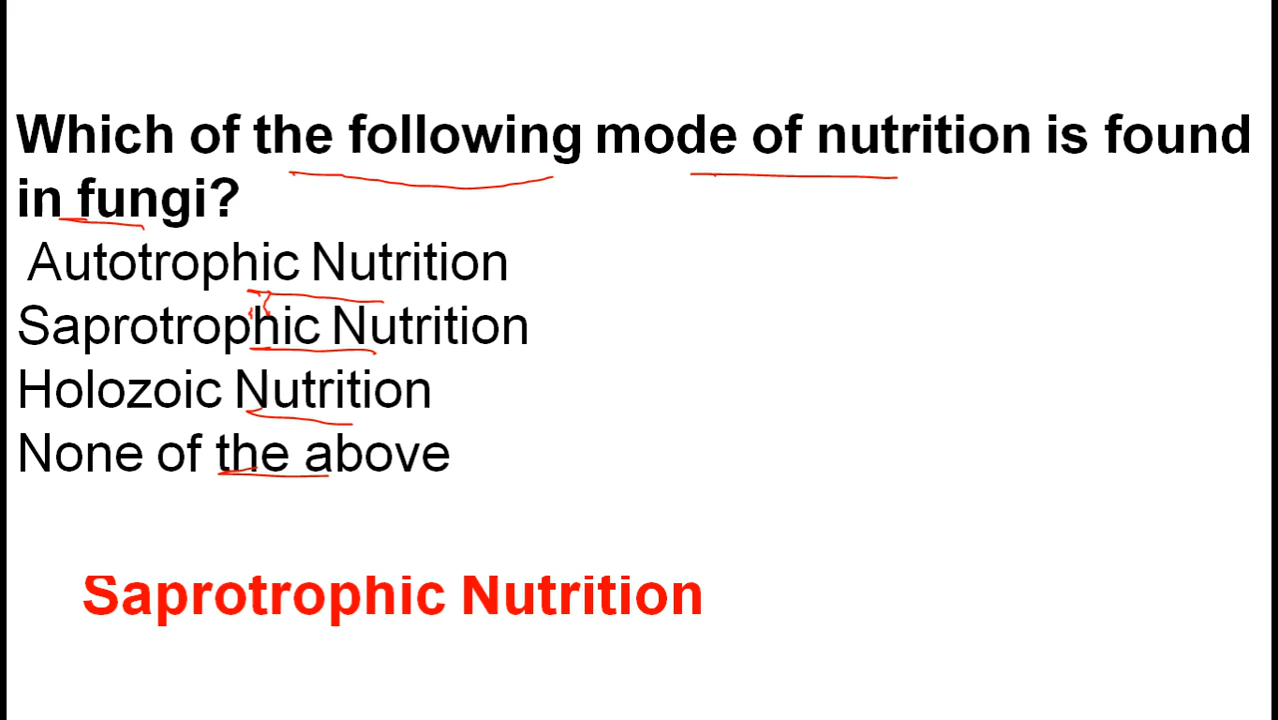 Which of the following mode of nutrition is found
in fungi?
Autotrophic Nutrition
Saprotrophic Nutrition
Holozoic Nutrition
None of the above
Saprotrophic Nutrition